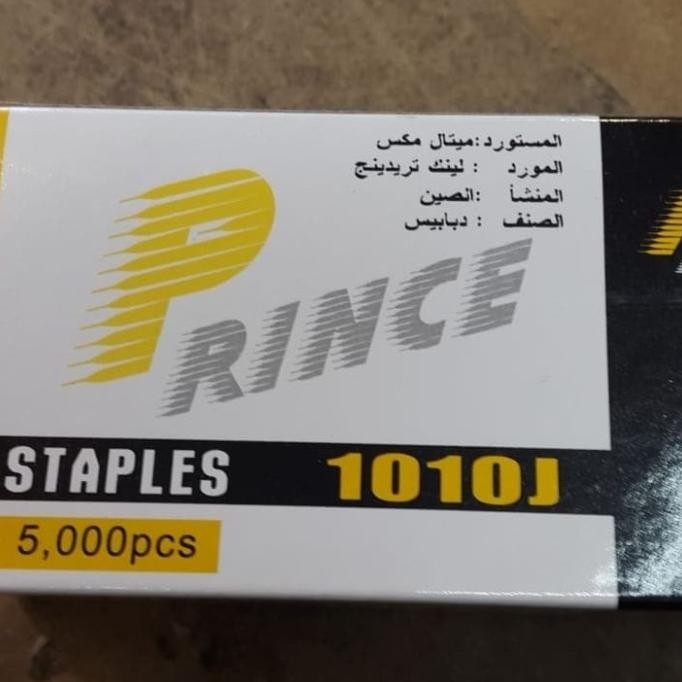 المستورد:ميتال مكس
المورد : لينك تريدينج
المنشأ :الصين
الصنف : دبابيس
PRINCE
STAPLES 1010J
5,000pcs